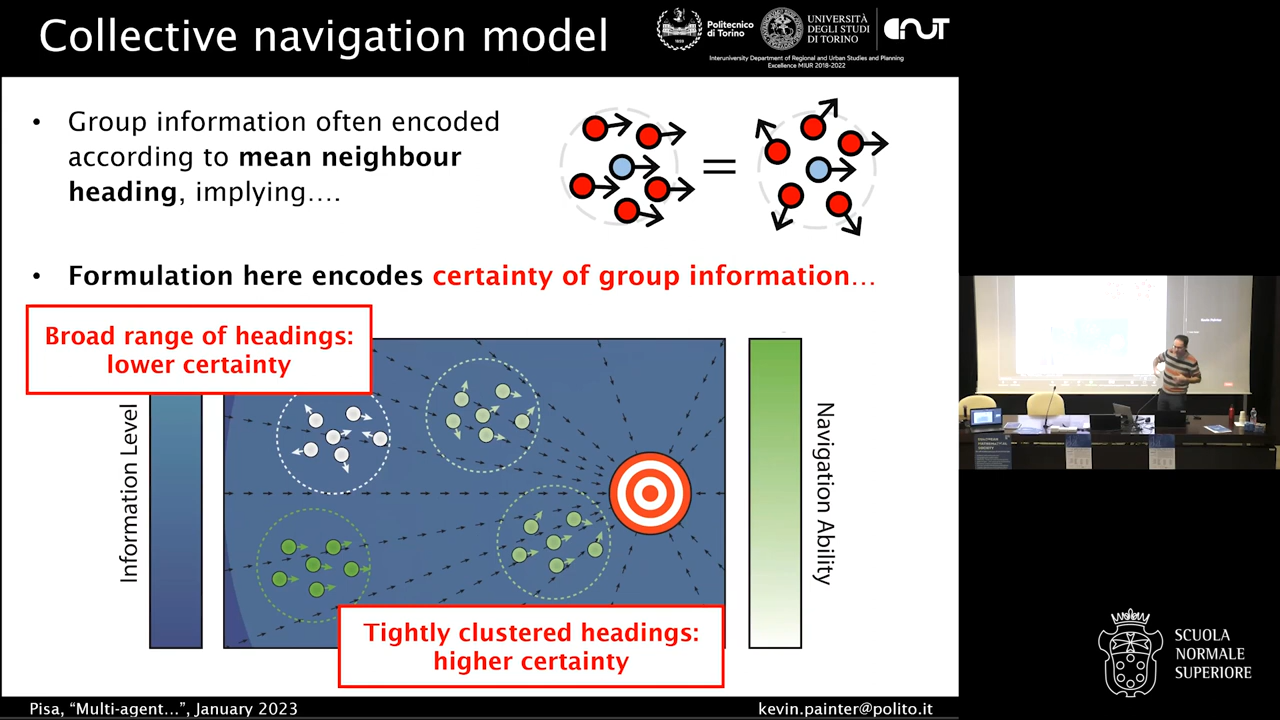 Collective navigation model
Politecnico
di Torino
UNIVERSITÀ
DEGLI STUDI
DI TORINO
Interuniversity Department of Regional and Urban Studies and Planning
Excellence MIUR 2018-2022
• Group information often encoded
according to mean neighbour
heading, implying….
=
• Formulation here encodes certainty of group information…
Broad range of headings:
lower certainty
Information Level
Navigation Ability
Tightly clustered headings:
higher certainty
SCUOLA
NORMALE
SUPERIORE
Pisa, “Multi-agent…”, January 2023
kevin.painter@polito.it